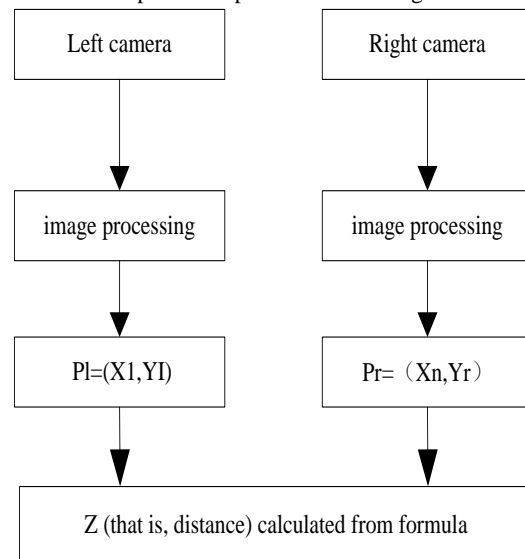 Left camera
Right camera
image processing
image processing
Pl=(X1,YI)
Pr=（Xn,Yr）
Z (that is, distance) calculated from formula